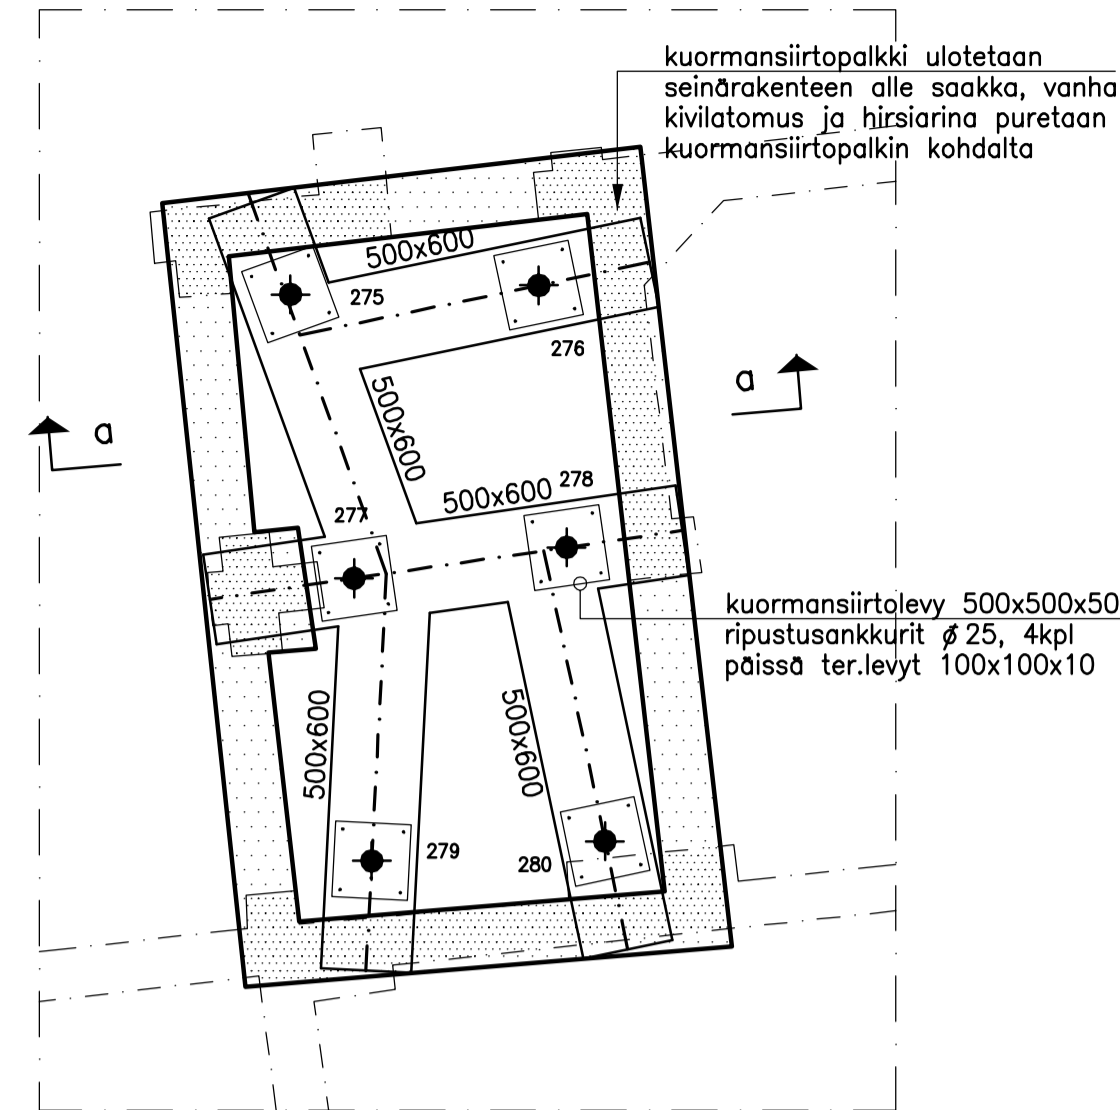 kuormansiirtopalkki ulotetaan
seinärakenteen alle saakka, vanha
kivilatomus ja hirsiarina puretaan
kuormansiirtopalkin kohdalta
500x600
275
276
a
a
500x600
500x600
278
277
kuormansiirtolevy 500x500x50
ripustusankkurit ϕ 25, 4kpl
päissä ter.levyt 100x100x10
500x600
500x600
279
280